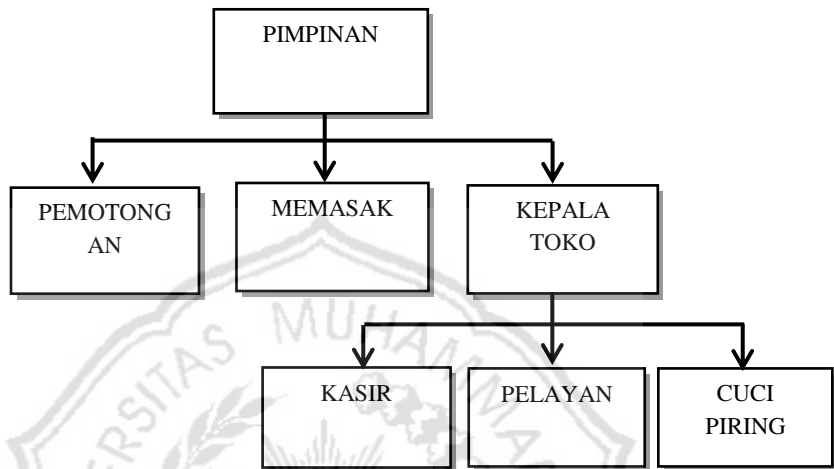 PIMPINAN
PEMOTONG
AN
MEMASAK
KEPALA
TOKO
KASIR
PELAYAN
CUCI
PIRING